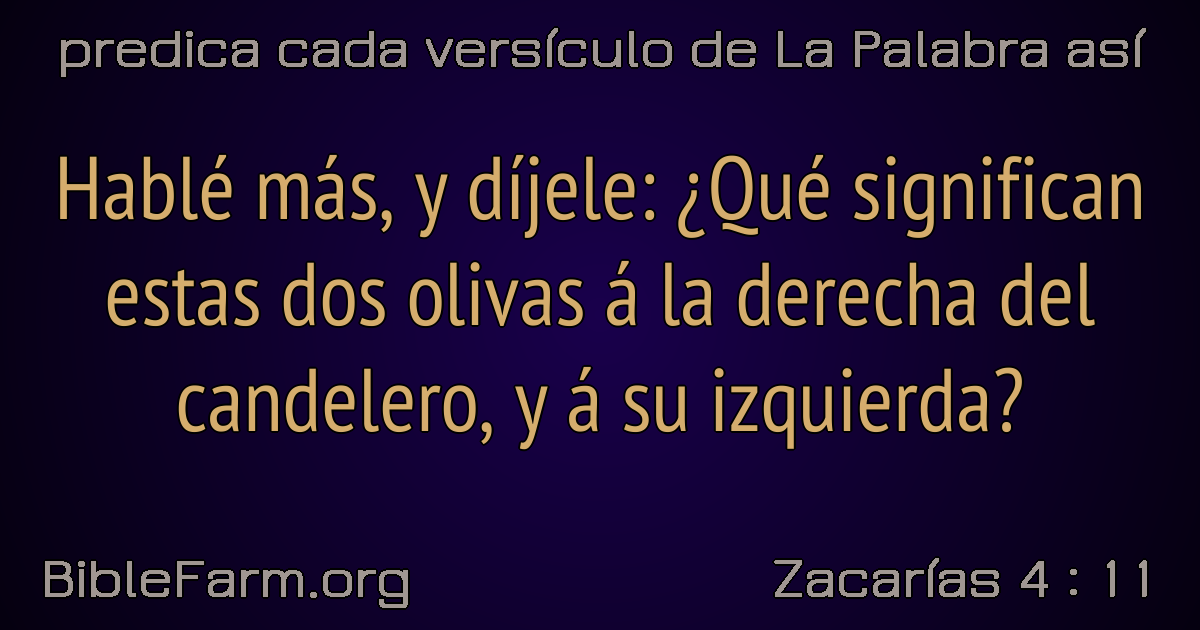 predica cada versículo de La Palabra así
Hablé más, y díjele: ¿Qué significan
estas dos olivas á la derecha del
candelero, y á su izquierda?
BibleFarm.org
Zacarías 4 : 11